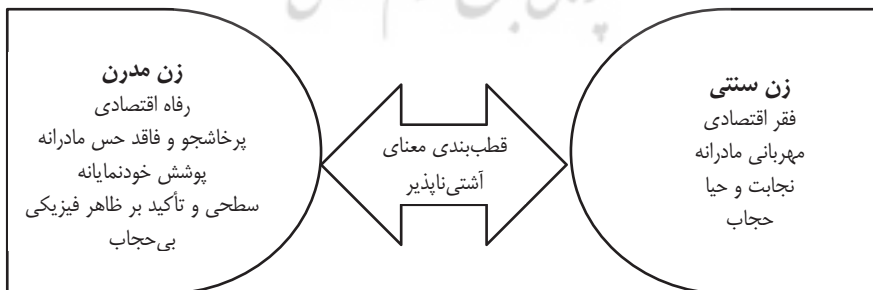 زن سنتی
فقر اقتصادی
مهربانی مادرانه
نجابت و حیا
حجاب
قطب‌بندی معنای
آشتی‌ناپذیر
زن مدرن
رفاه اقتصادی
پرخاشجو و فاقد حس مادرانه
پوشش خودنمایانه
سطحی و تأکید بر ظاهر فیزیکی
بی‌حجاب